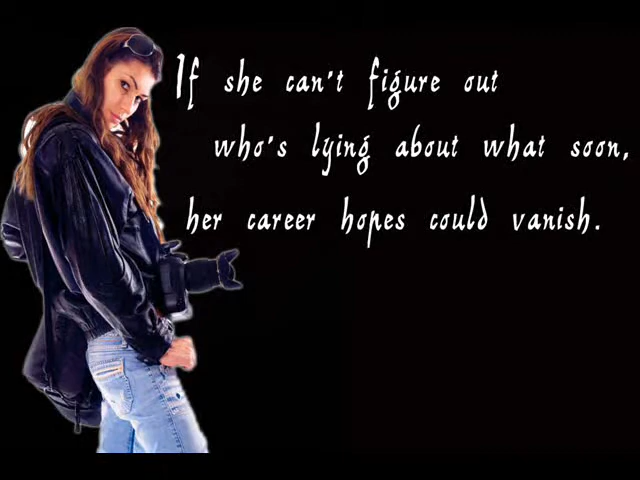 If she can't figure out
who's lying about what soon,
her career hopes could vanish.